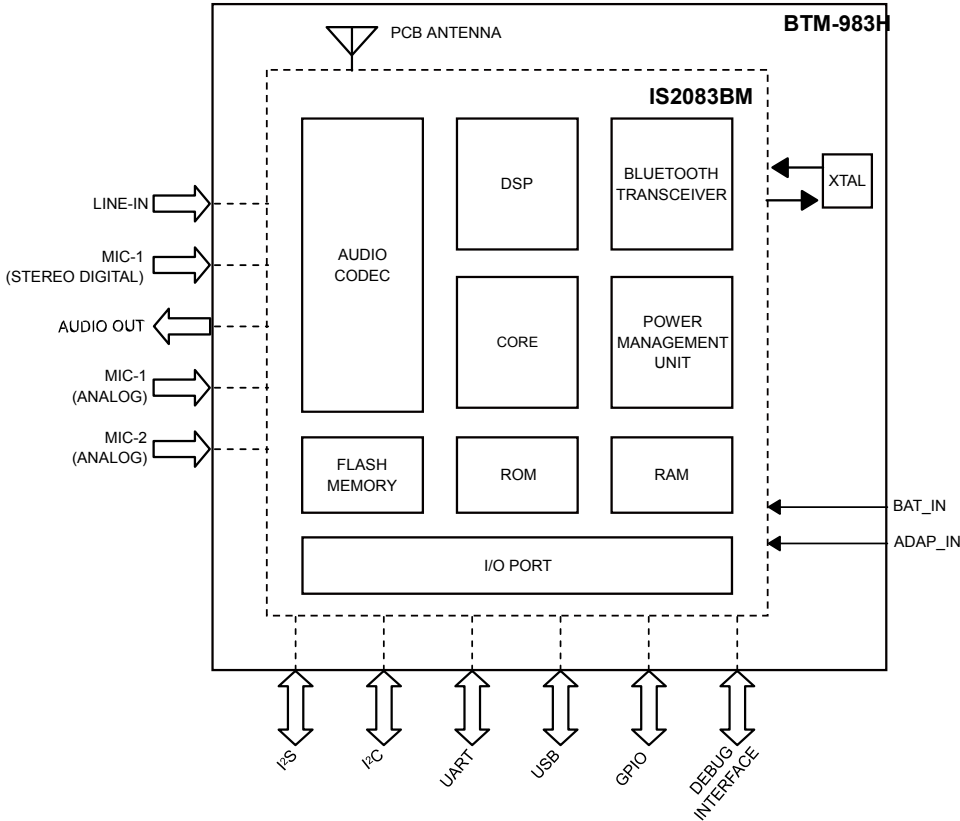 BTM-983H
PCB ANTENNA
IS2083BM
DSP
BLUETOOTH
TRANSCEIVER
XTAL
LINE-IN
AUDIO
CODEC
MIC-1
(STEREO DIGITAL)
AUDIO OUT
CORE
POWER
MANAGEMENT
UNIT
MIC-1
(ANALOG)
MIC-2
(ANALOG)
FLASH
MEMORY
ROM
RAM
BAT_IN
ADAP_IN
I/O PORT
I²S
I²C
UART
USB
GPIO
DEBUG
INTERFACE